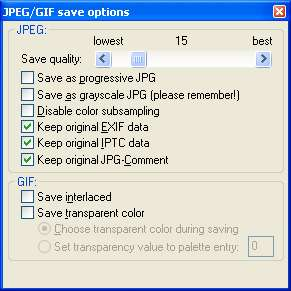 JPEG/GIF save options
JPEG:
lowest 15 best
Save quality:
Save as progressive JPG
Save as grayscale JPG (please remember!)
Disable color subsampling
Keep original EXIF data
Keep original IPTC data
Keep original JPG-Comment
GIF:
Save interlaced
Save transparent color
Choose transparent color during saving
Set transparency value to palette entry: 0